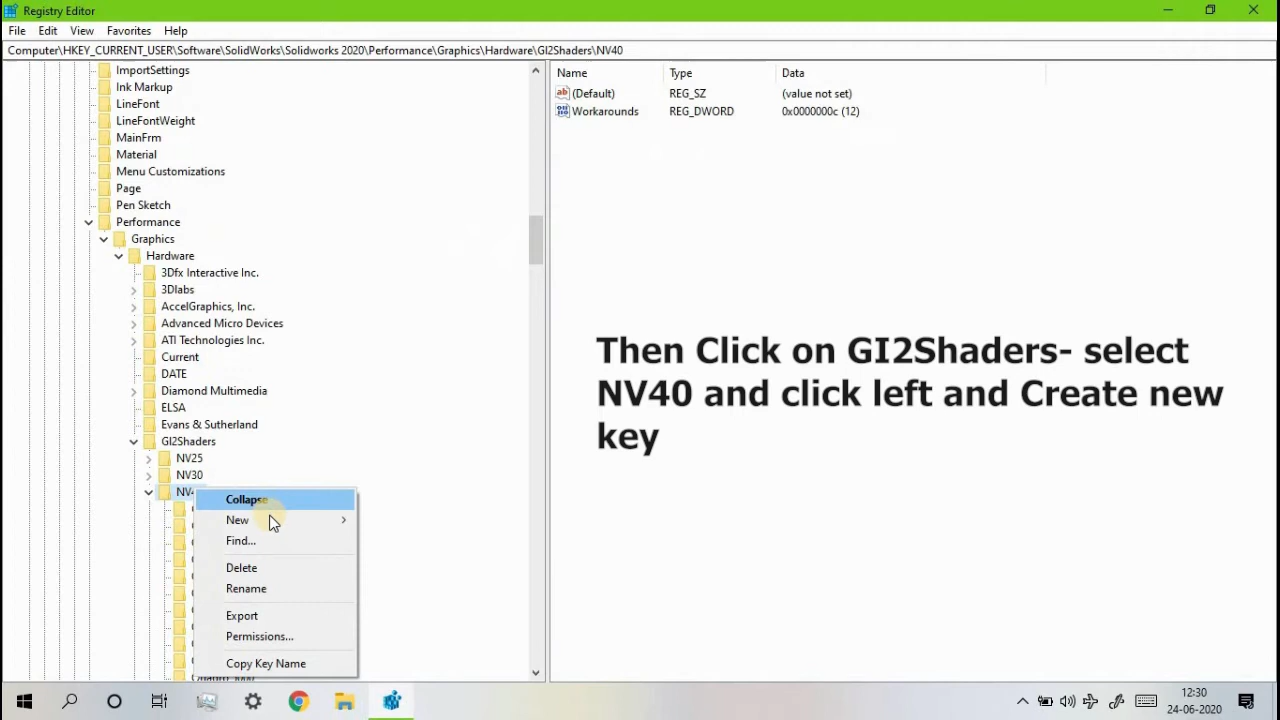 Registry Editor
File Edit View Favorites Help
Computer\HKEY_CURRENT_USER\Software\SolidWorks\Solidworks 2020\Performance\Graphics\Hardware\Gl2Shaders\NV40
ImportSettings
Ink Markup
LineFont
LineFontWeight
MainFrm
Material
Menu Customizations
Page
Pen Sketch
Performance
Graphics
Hardware
3Dfx Interactive Inc.
3Dlabs
AccelGraphics, Inc.
Advanced Micro Devices
ATI Technologies Inc.
Current
DATE
Diamond Multimedia
ELSA
Evans & Sutherland
Gl2Shaders
NV25
NV30
Collapse
New
Find...
Delete
Rename
Export
Permissions...
Copy Key Name
Name Type Data
(Default) REG_SZ (value not set)
Workarounds REG_DWORD 0x0000000c (12)
Then Click on GI2Shaders- select
NV40 and click left and Create new
key
12:30
24-06-2020